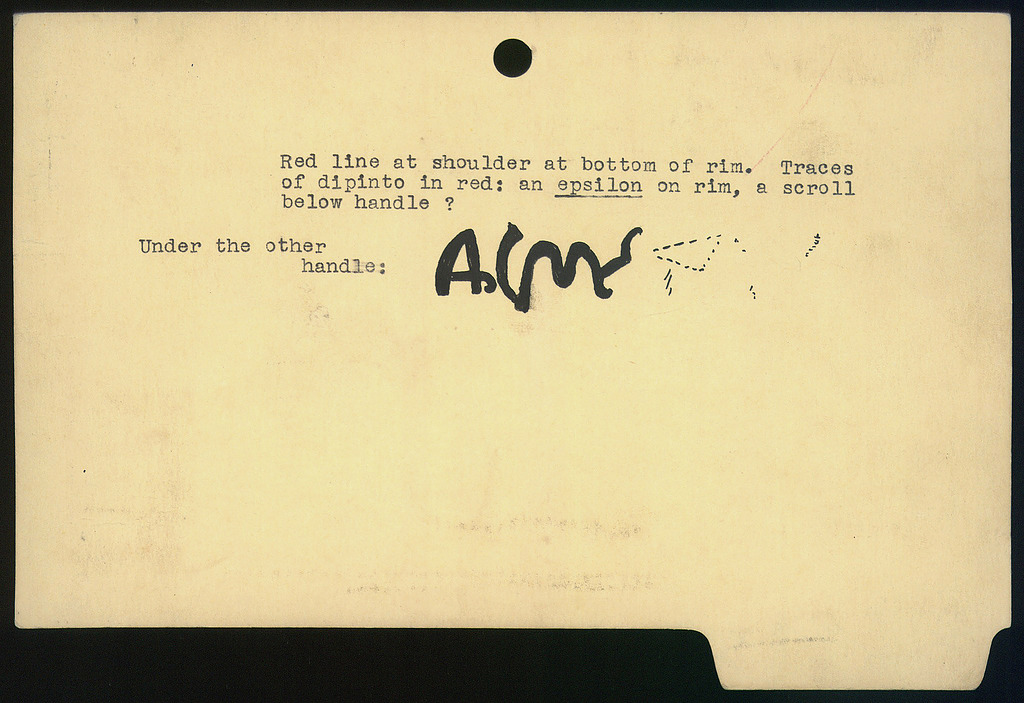 Red line at shoulder at bottom of rim. Traces
of dipinto in red: an epsilon on rim, a scroll
below handle ?
Under the other
handle: